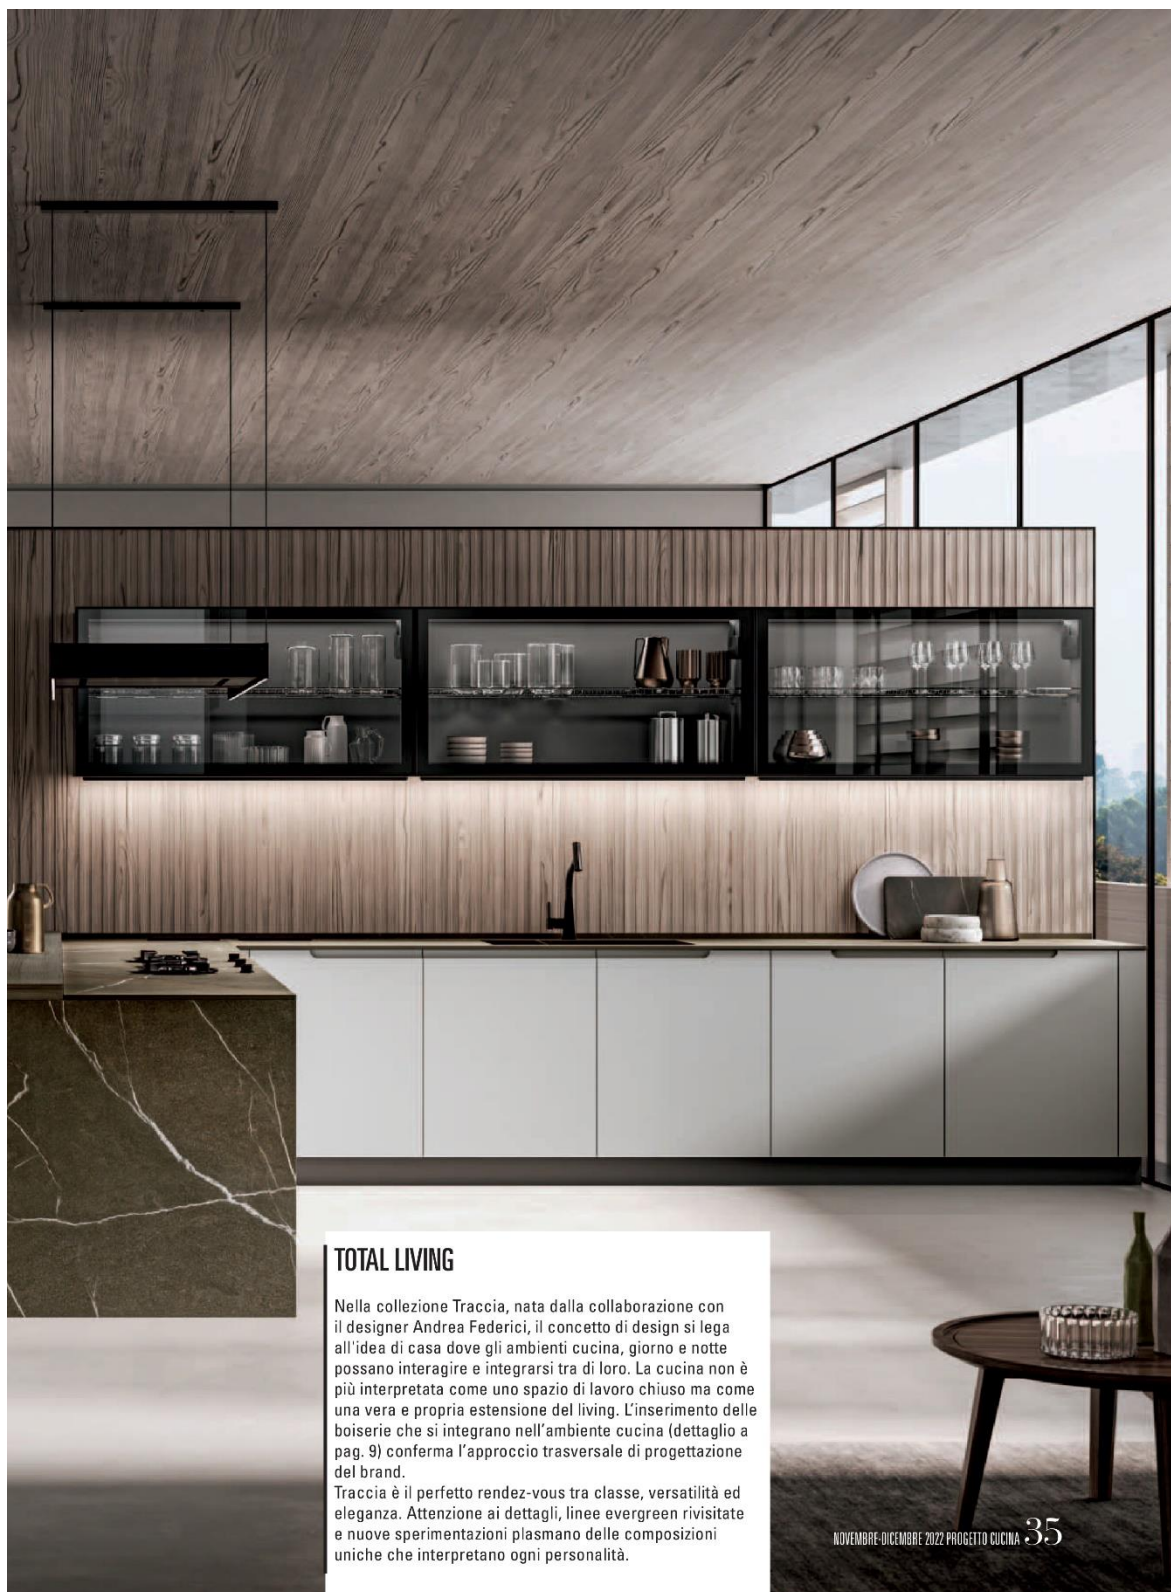 TOTAL LIVING
Nella collezione Traccia, nata dalla collaborazione con
il designer Andrea Federici, il concetto di design si lega
all'idea di casa dove gli ambienti cucina, giorno e notte
possano interagire e integrarsi tra di loro. La cucina non è
più interpretata come uno spazio di lavoro chiuso ma come
una vera e propria estensione del living. L'inserimento delle
boiserie che si integrano nell'ambiente cucina (dettaglio a
pag. 9) conferma l'approccio trasversale di progettazione
del brand.
Traccia è il perfetto rendez-vous tra classe, versatilità ed
eleganza. Attenzione ai dettagli, linee evergreen rivisitate
e nuove sperimentazioni plasmano delle composizioni
uniche che interpretano ogni personalità.
NOVEMBRE-DICEMBRE 2022 PROGETTO CUCINA 35